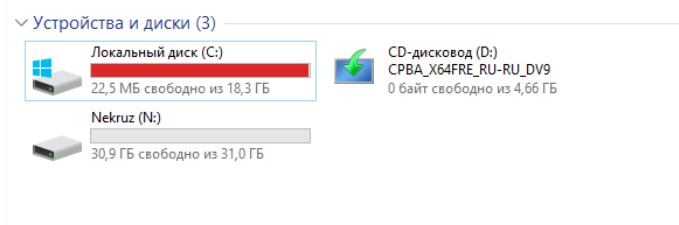 Устройства и диски (3)
Локальный диск (C:)
22,5 МБ свободно из 18,3 ГБ
CD-дисковод (D:)
CPBA_X64FRE_RU-RU_DV9
0 байт свободно из 4,66 ГБ
Nekruz (N:)
30,9 ГБ свободно из 31,0 ГБ